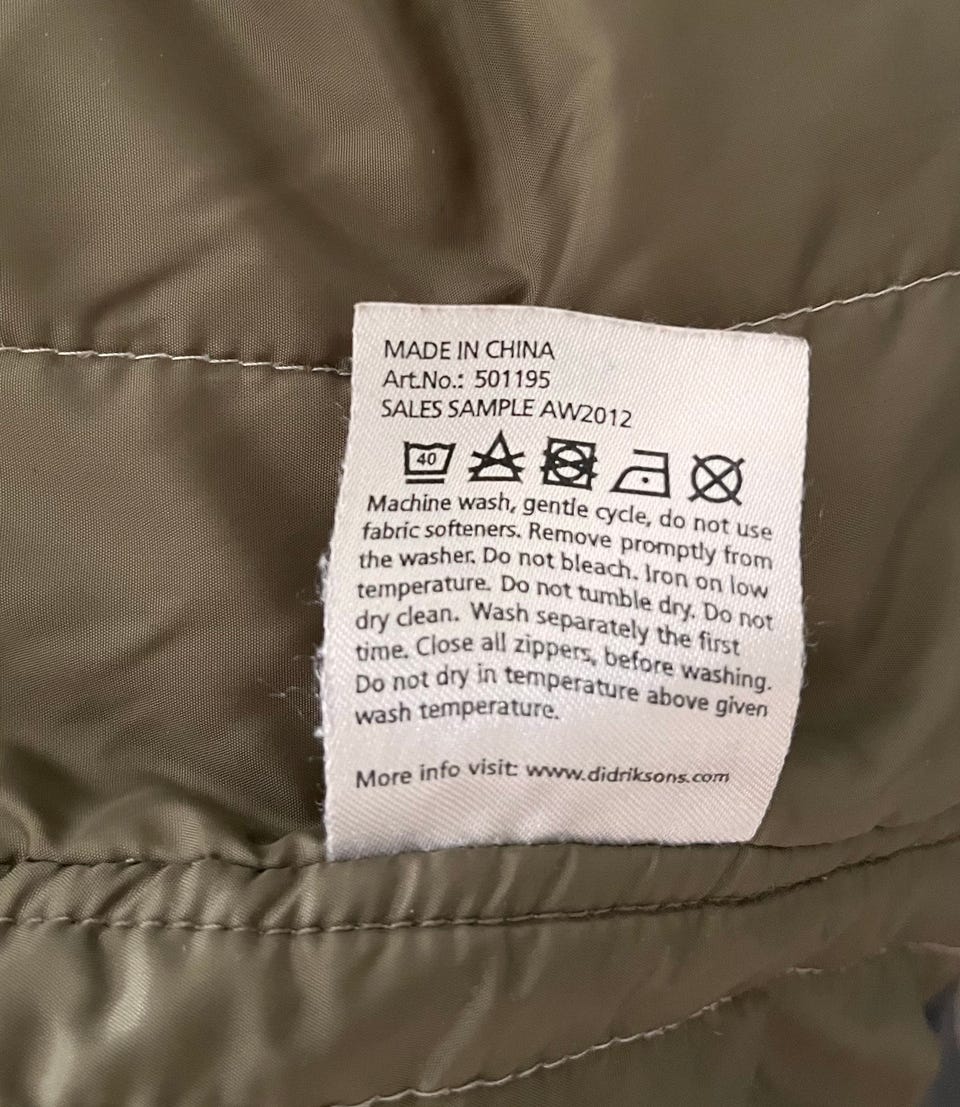 MADE IN CHINA
Art.No.: 501195
SALES SAMPLE AW2012
40
Machine wash, gentle cycle, do not use
fabric softeners. Remove promptly from
the washer. Do not bleach. Iron on low
temperature. Do not tumble dry. Do not
dry clean. Wash separately the first
time. Close all zippers, before washing.
Do not dry in temperature above given
wash temperature.
More info visit: www.didriksons.com